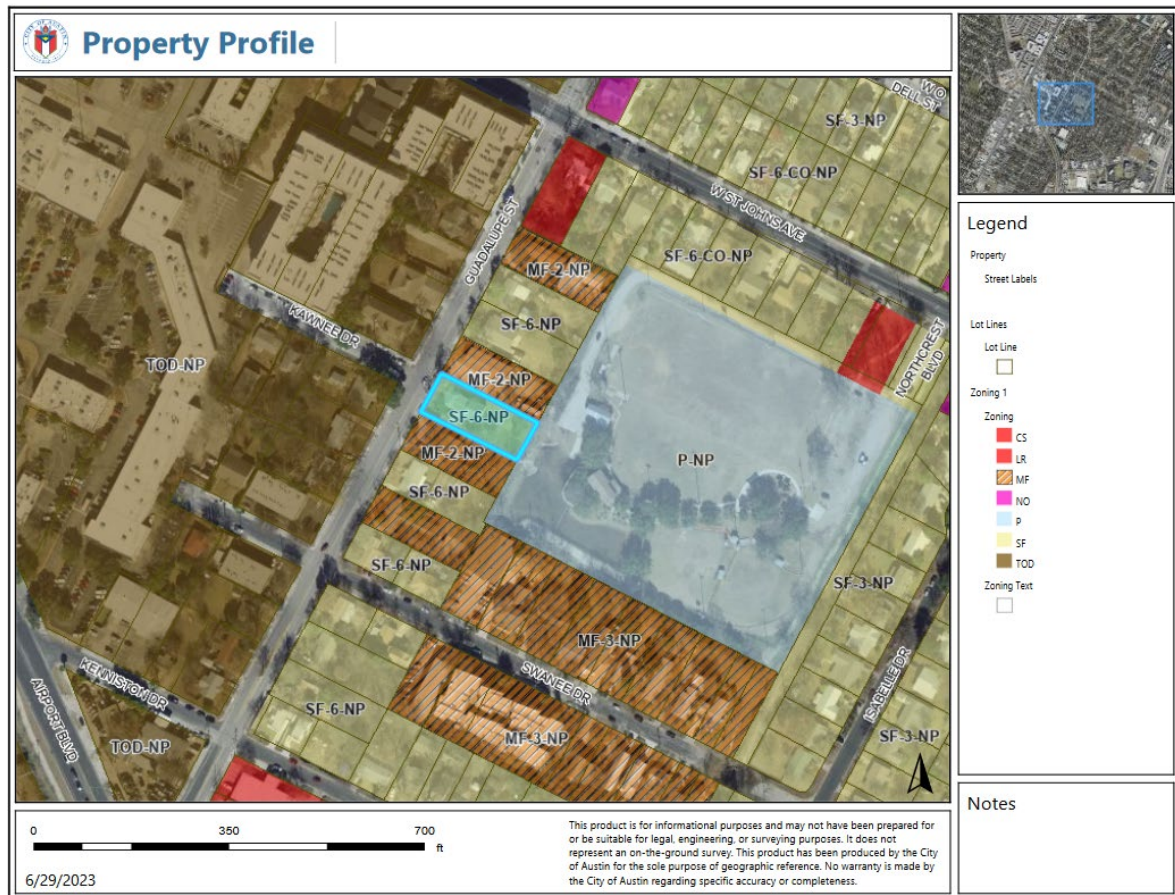 Property Profile
W O
DELL ST
SF-3-NP
SF-6-CO-NP
W ST JOHNS AVE
GUADALUPE ST
SF-6-CO-NP
MF-2-NP
KAWNEE DR
SF-6-NP
NORTHCREST
BLVD
TOD-NP
MF-2-NP
SF-6-NP
MF-2-NP
P-NP
SF-6-NP
SF-6-NP
SF-3-NP
MF-3-NP
SWANEE DR
KENNISTON DR
AIRPORT BLVD
ISABELLE DR
SF-6-NP
MF-3-NP
SF-3-NP
TOD-NP
Legend
Property
Street Labels
Lot Lines
Lot Line
Zoning 1
Zoning
CS
LR
MF
NO
P
SF
TOD
Zoning Text
Notes
0 350 700
ft
6/29/2023
This product is for informational purposes and may not have been prepared for
or be suitable for legal, engineering, or surveying purposes. It does not
represent an on-the-ground survey. This product has been produced by the City
of Austin for the sole purpose of geographic reference. No warranty is made by
the City of Austin regarding specific accuracy or completeness.